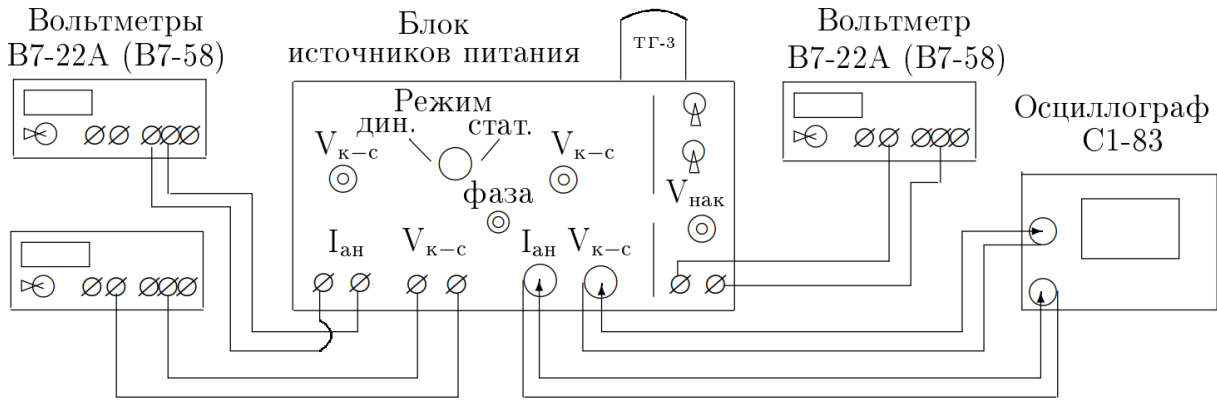 Вольтметры
В7-22А (В7-58)
Блок
источников питания
ТГ-3
Вольтметр
В7-22А (В7-58)
Осциллограф
С1-83
Режим
дин.
стат.
Vк−с
Vк−с
фаза
Vнак
Iан
Vк−с
Iан
Vк−с